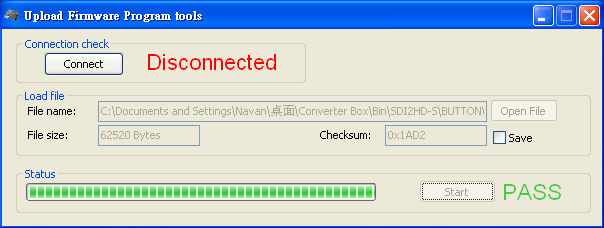 Upload Firmware Program tools
Connection check
Connect
Disconnected
Load file
File name:
C:\Documents and Settings\Navan\桌面\Converter Box\Bin\SDI2HD-S\BUTTON\
Open File
File size:
62520 Bytes
Checksum:
0x1AD2
Save
Status
Start
PASS